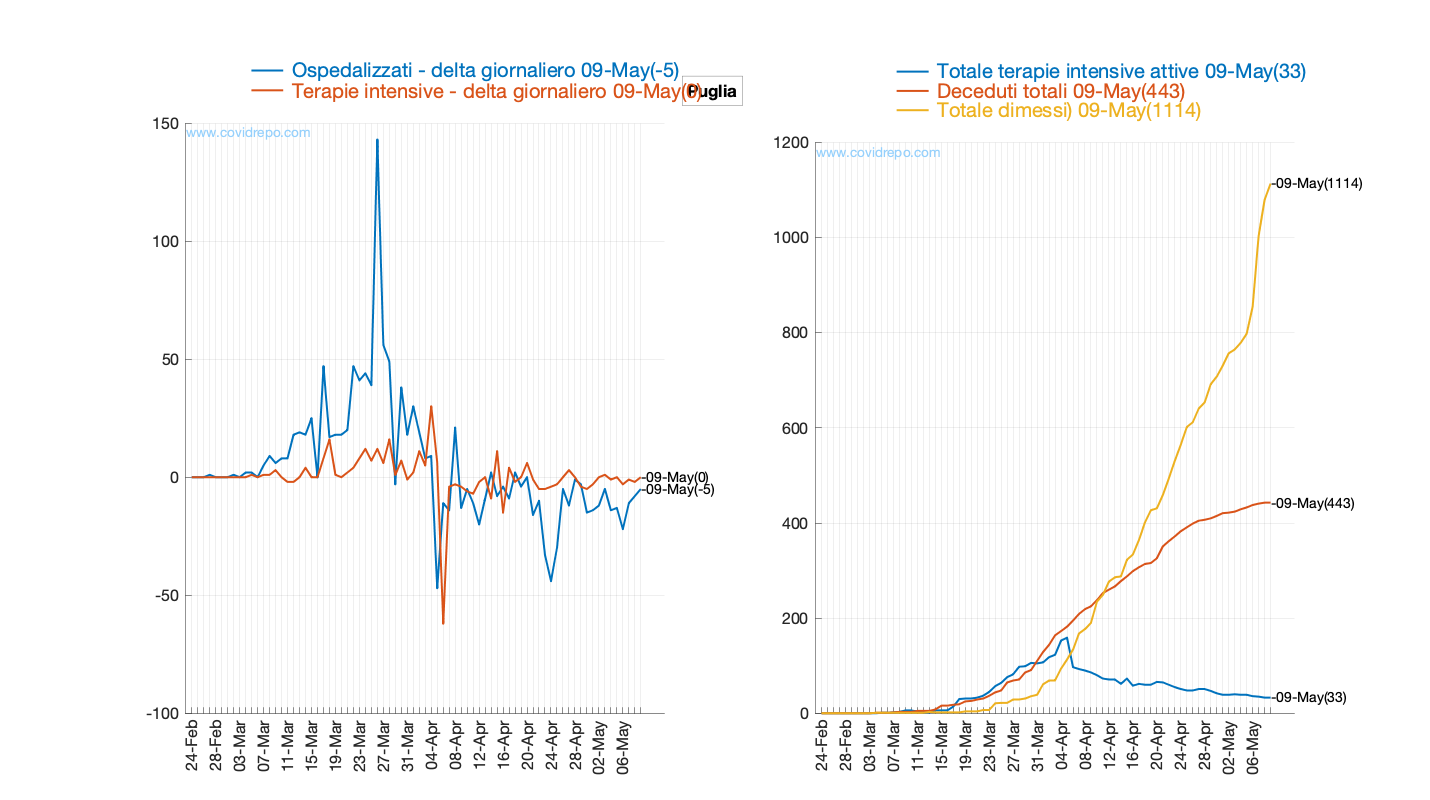 Ospedalizzati - delta giornaliero 09-May(-5)
Terapie intensive - delta giornaliero 09-May(0)
Puglia
www.covidrepo.com
150
100
50
0
-50
-100
-09-May(0)
-09-May(-5)
24-Feb
28-Feb
03-Mar
07-Mar
11-Mar
15-Mar
19-Mar
23-Mar
27-Mar
31-Mar
04-Apr
08-Apr
12-Apr
16-Apr
20-Apr
24-Apr
28-Apr
02-May
06-May
Totale terapie intensive attive 09-May(33)
Deceduti totali 09-May(443)
Totale dimessi) 09-May(1114)
www.covidrepo.com
1200
1000
800
600
400
200
0
-09-May(1114)
-09-May(443)
-09-May(33)
24-Feb
28-Feb
03-Mar
07-Mar
11-Mar
15-Mar
19-Mar
23-Mar
27-Mar
31-Mar
04-Apr
08-Apr
12-Apr
16-Apr
20-Apr
24-Apr
28-Apr
02-May
06-May